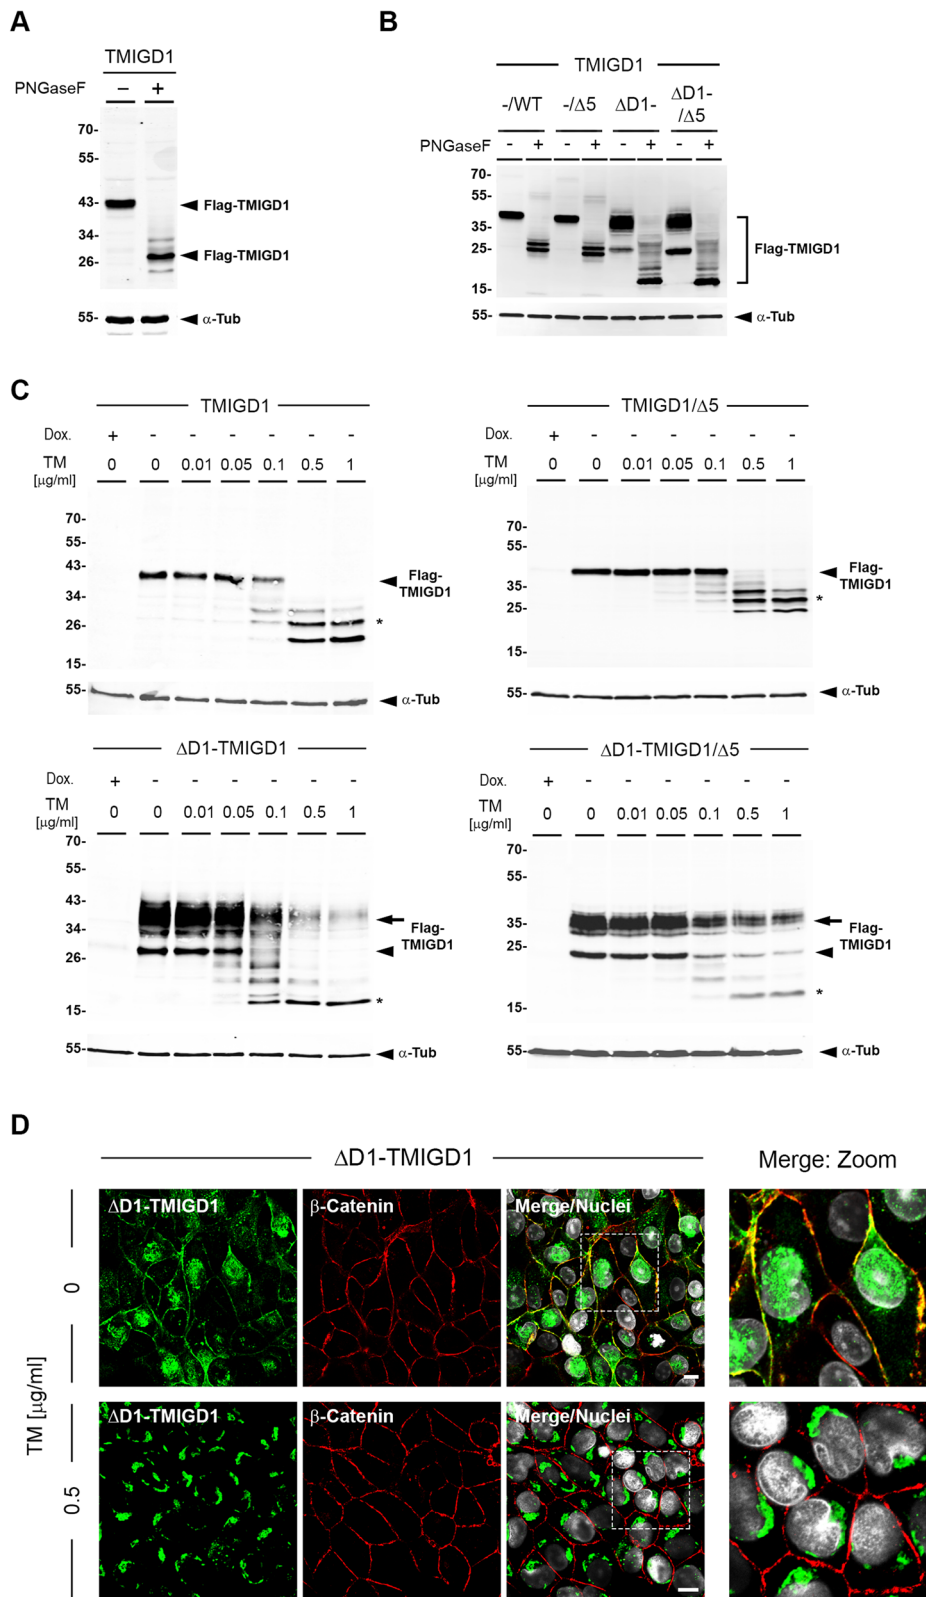 A
TMIGD1
PNGaseF – +
70-
55-
43-
Flag-TMIGD1
34-
Flag-TMIGD1
26-
55-
α-Tub
B
TMIGD1
-/WT -/Δ5 ΔD1- ΔD1-/Δ5
PNGaseF - + - + - + - +
70-
55-
35-
25-
Flag-TMIGD1
15-
55-
α-Tub
C
TMIGD1
Dox. + - - - - - -
TM [μg/ml] 0 0 0.01 0.05 0.1 0.5 1
70-
55-
43-
Flag-TMIGD1
34-
26-
*
15-
55-
α-Tub
TMIGD1/Δ5
Dox. + - - - - - -
TM [μg/ml] 0 0 0.01 0.05 0.1 0.5 1
70-
55-
Flag-TMIGD1
35-
*
25-
15-
55-
α-Tub
ΔD1-TMIGD1
Dox. + - - - - - -
TM [μg/ml] 0 0 0.01 0.05 0.1 0.5 1
70-
55-
43-
34-
Flag-TMIGD1
26-
15-
*
55-
α-Tub
ΔD1-TMIGD1/Δ5
Dox. + - - - - - -
TM [μg/ml] 0 0 0.01 0.05 0.1 0.5 1
70-
55-
35-
Flag-TMIGD1
25-
*
15-
55-
α-Tub
D
ΔD1-TMIGD1
Merge: Zoom
ΔD1-TMIGD1 β-Catenin Merge/Nuclei
0
TM [μg/ml]
ΔD1-TMIGD1 β-Catenin Merge/Nuclei
0.5